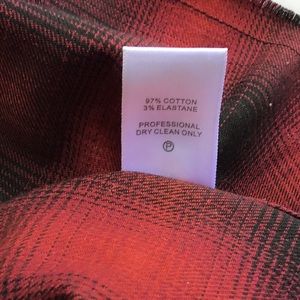 97% COTTON
3% ELASTANE
PROFESSIONAL
DRY CLEAN ONLY
P